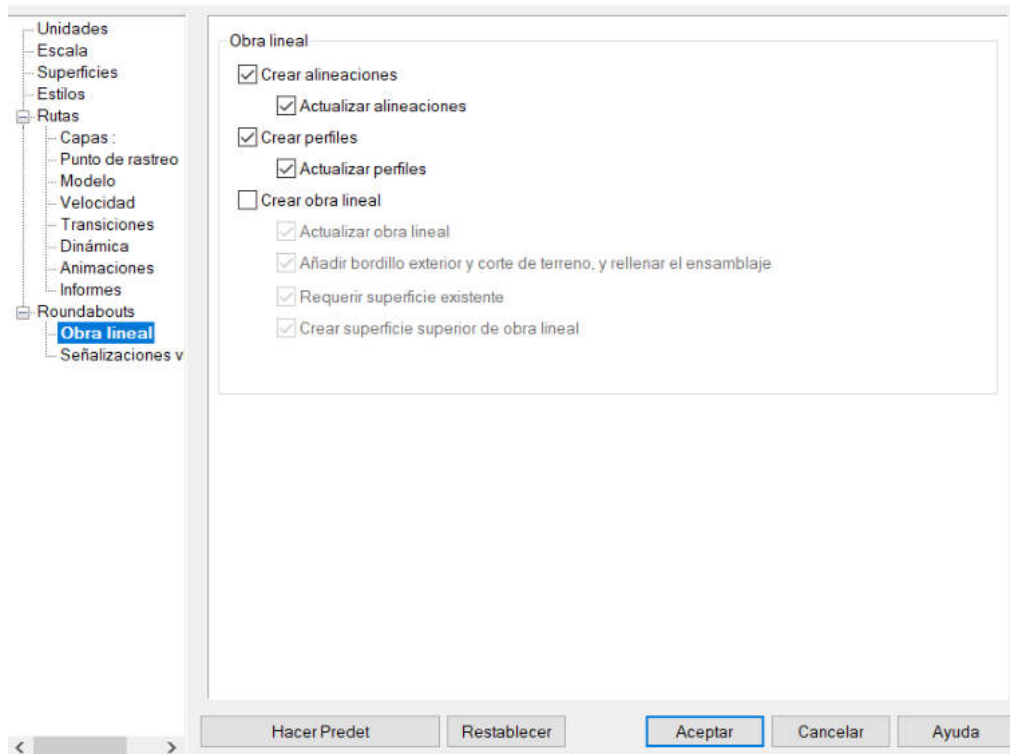 Unidades
Escala
Superficies
Estilos
Rutas
Capas :
Punto de rastreo
Modelo
Velocidad
Transiciones
Dinámica
Animaciones
Informes
Roundabouts
Obra lineal
Señalizaciones v
Obra lineal
Crear alineaciones
Actualizar alineaciones
Crear perfiles
Actualizar perfiles
Crear obra lineal
Actualizar obra lineal
Añadir bordillo exterior y corte de terreno, y rellenar el ensamblaje
Requerir superficie existente
Crear superficie superior de obra lineal
Hacer Predet
Restablecer
Aceptar
Cancelar
Ayuda